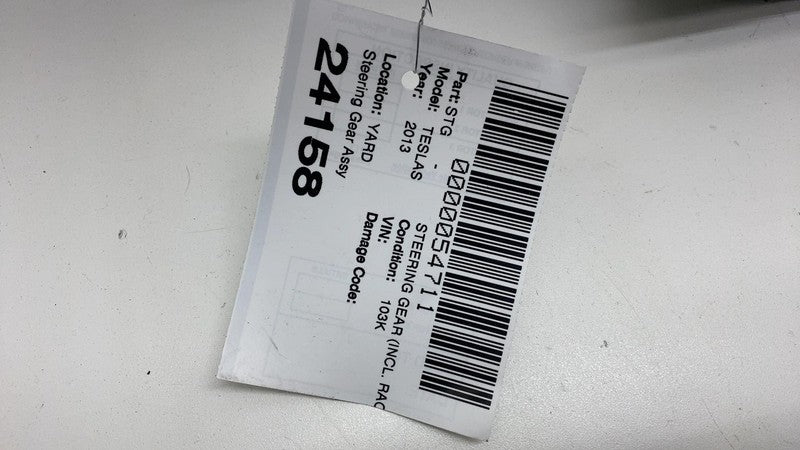 0000054711
Part: STG - STEERING GEAR (INCL. RAC
Model: TESLAS Condition: 103K
Year: 2013 VIN:
Damage Code:
Location: YARD
Steering Gear Assy
24158